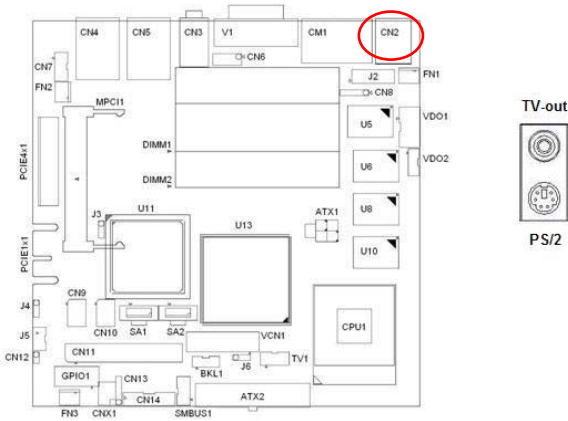 CN4
CN5
CN3
V1
CM1
CN2
CN6
CN7
J2
FN1
FN2
CN8
MPCI1
U5
VDO1
TV-out
PCIE4x1
DIMM1
U6
VDO2
DIMM2
U8
PS/2
J3
U11
U13
ATX1
U10
PCIE1x1
CN9
J4
CN10
SA1
SA2
CPU1
J5
VCN1
CN12
CN11
J6
TV1
BKL1
GPIO1
CN13
CN14
ATX2
FN3
CNX1
SMBUS1